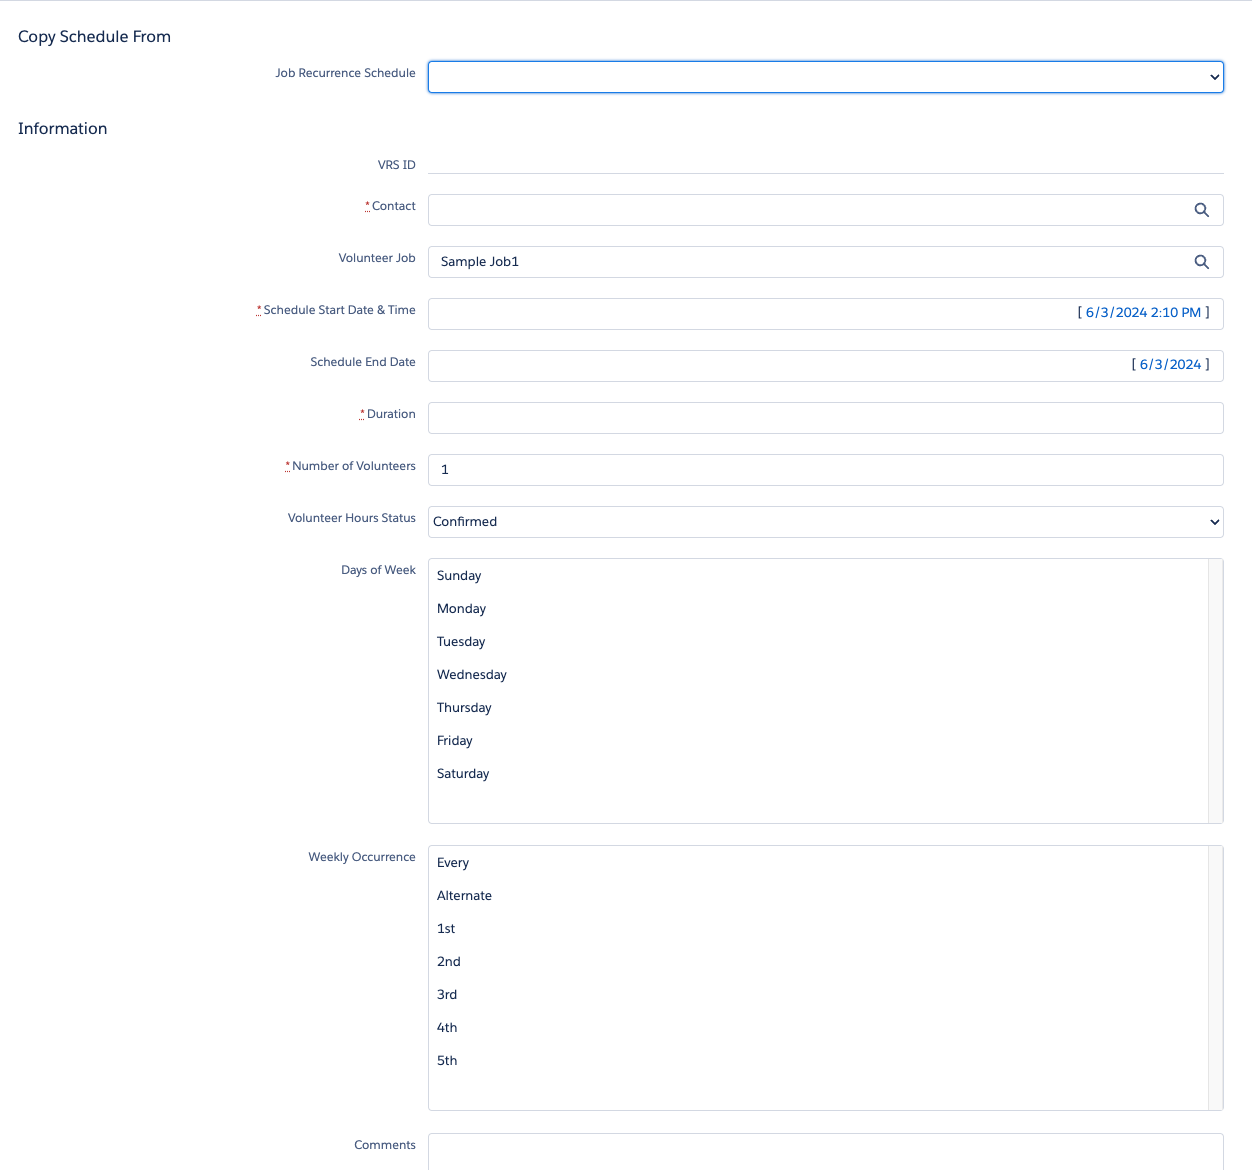 Copy Schedule From
Job Recurrence Schedule
Information
VRS ID
*Contact
Volunteer Job Sample Job1
*Schedule Start Date & Time [ 6/3/2024 2:10 PM ]
Schedule End Date [ 6/3/2024 ]
*Duration
*Number of Volunteers 1
Volunteer Hours Status Confirmed
Days of Week Sunday
Monday
Tuesday
Wednesday
Thursday
Friday
Saturday
Weekly Occurrence Every
Alternate
1st
2nd
3rd
4th
5th
Comments